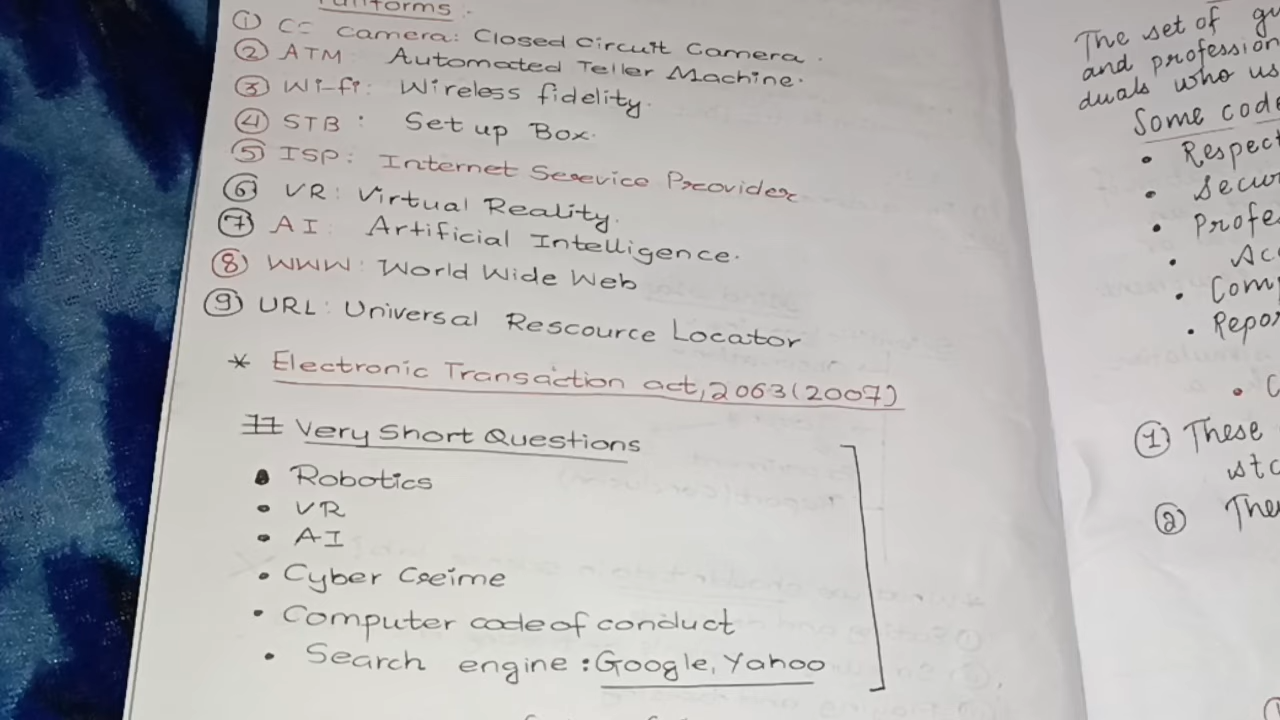 ① CC camera: Closed Circuit Camera.
② ATM Automated Teller Machine.
③ Wi-fi: Wireless fidelity.
④ STB: Set up Box.
⑤ ISP: Internet Service Provider
⑥ VR: Virtual Reality.
⑦ AI: Artificial Intelligence.
⑧ WWW: World Wide Web
⑨ URL: Universal Rescource Locator
* Electronic Transaction act, 2063(2007)
# Very Short Questions
• Robotics
• VR
• AI
• Cyber Creime
• Computer code of conduct
• Search engine: Google, Yahoo
The set of
and profession
duals who us
Some code
• Respect
• Secur
• Profe
• Ac
• Com
• Repor
• C
① These
② The